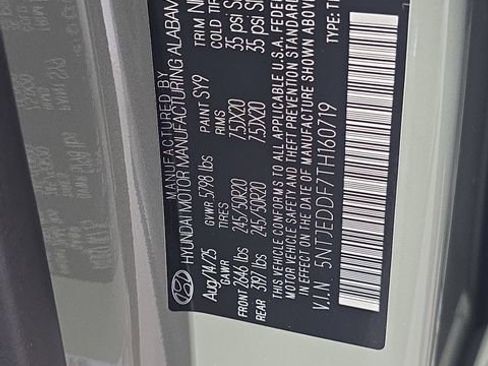 MANUFACTURED BY
HYUNDAI MOTOR MANUFACTURING ALABAMA
Aug/14/25 GVWR 5798 lbs PAINT SY9 TRIM
GAWR TIRES RIMS COLD TIRE
FRONT 2646 lbs 245/50R20 7.5JX20 35 psi
REAR 3197 lbs 245/50R20 7.5JX20 35 psi
THIS VEHICLE CONFORMS TO ALL APPLICABLE U.S.A. FEDERAL
MOTOR VEHICLE SAFETY AND THEFT PREVENTION STANDARDS
IN EFFECT ON THE DATE OF MANUFACTURE SHOWN ABOVE
V.I.N 5NTJEDDF7TH160719